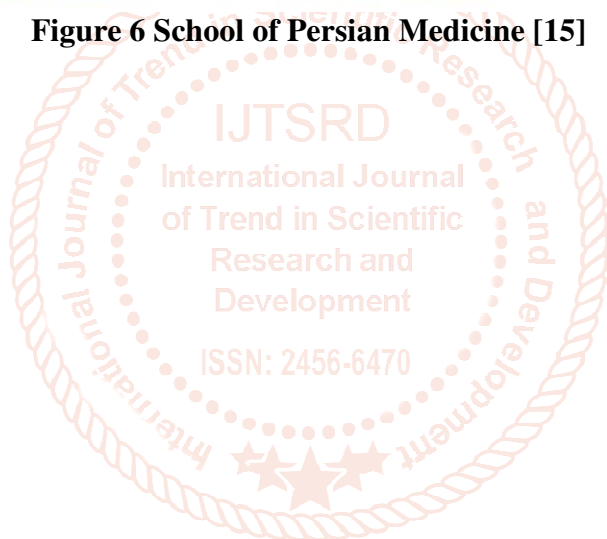 Figure 6 School of Persian Medicine [15]
International Journal of Trend in Scientific Research and Development
IJTSRD
International Journal
of Trend in Scientific
Research and
Development
ISSN: 2456-6470